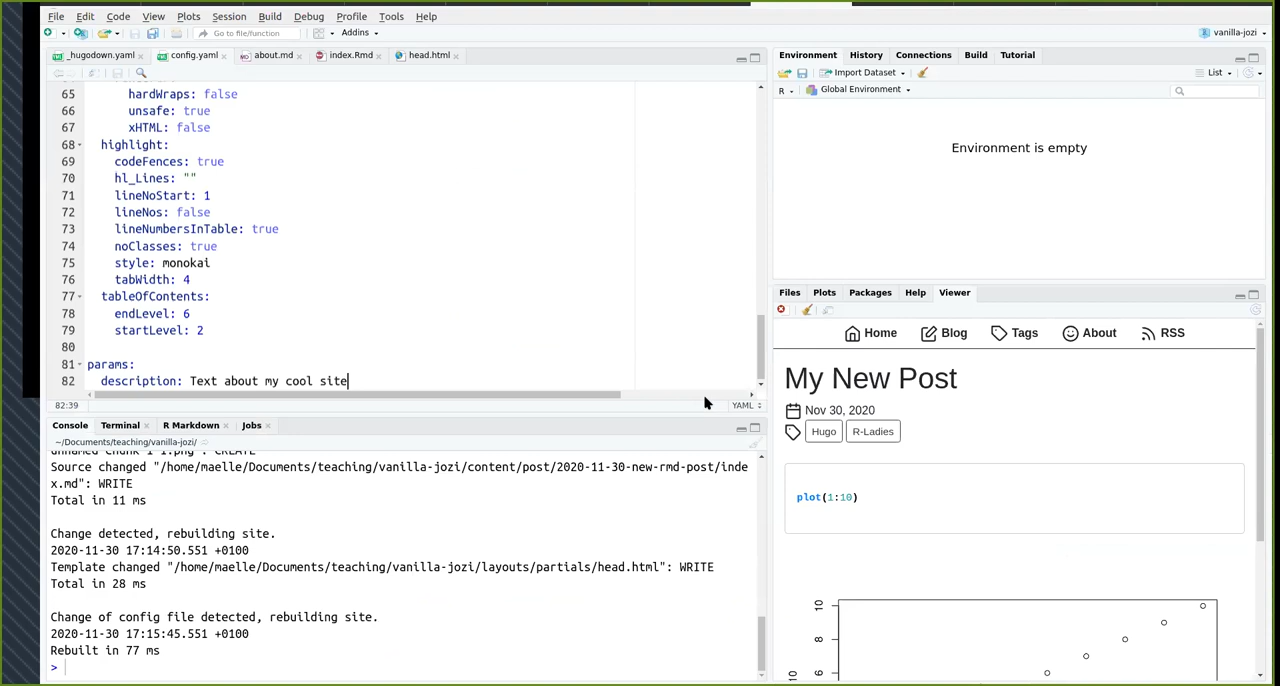 File Edit Code View Plots Session Build Debug Profile Tools Help
Go to file/function Addins vanilla-jozi
_hugodown.yaml config.yaml about.md index.Rmd head.html
65 hardWraps: false
66 unsafe: true
67 xHTML: false
68 highlight:
69 codeFences: true
70 hl_Lines: ""
71 lineNoStart: 1
72 lineNos: false
73 lineNumbersInTable: true
74 noClasses: true
75 style: monokai
76 tabWidth: 4
77 tableOfContents:
78 endLevel: 6
79 startLevel: 2
80
81 params:
82 description: Text about my cool site
82:39 YAML
Console Terminal R Markdown Jobs
~/Documents/teaching/vanilla-jozi/
unnamed-chunk-1-1.png": CREATE
Source changed "/home/maelle/Documents/teaching/vanilla-jozi/content/post/2020-11-30-new-rmd-post/inde
x.md": WRITE
Total in 11 ms
Change detected, rebuilding site.
2020-11-30 17:14:50.551 +0100
Template changed "/home/maelle/Documents/teaching/vanilla-jozi/layouts/partials/head.html": WRITE
Total in 28 ms
Change of config file detected, rebuilding site.
2020-11-30 17:15:45.551 +0100
Rebuilt in 77 ms
>
Environment History Connections Build Tutorial
Import Dataset List
R Global Environment
Environment is empty
Files Plots Packages Help Viewer
Home Blog Tags About RSS
My New Post
Nov 30, 2020
Hugo R-Ladies
plot(1:10)
10
8
6
10